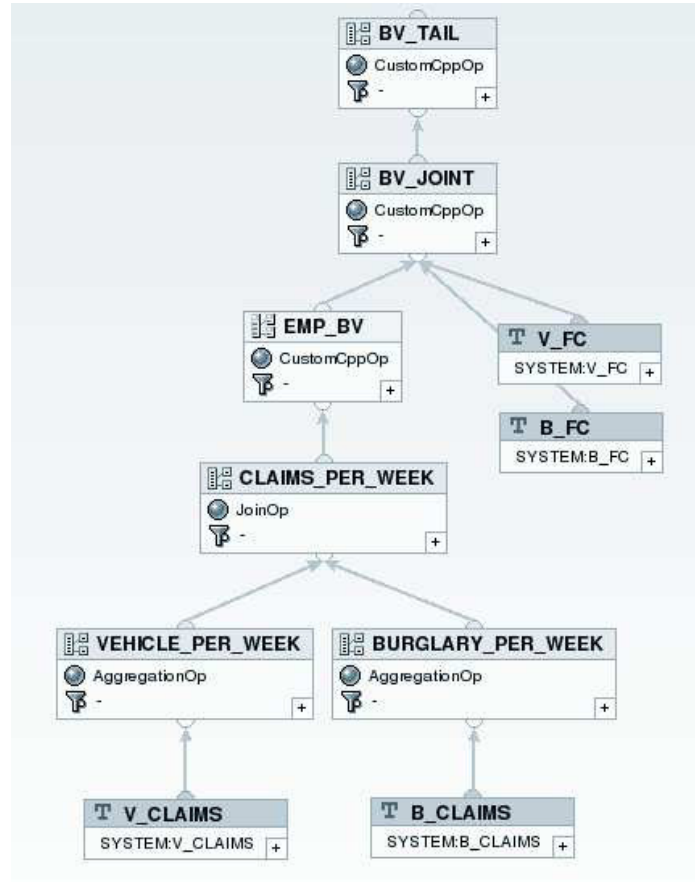 BV_TAIL
CustomCppOp
-
+
BV_JOINT
CustomCppOp
-
+
EMP_BV
CustomCppOp
-
+
T V_FC
SYSTEM:V_FC +
T B_FC
SYSTEM:B_FC +
CLAIMS_PER_WEEK
JoinOp
-
+
VEHICLE_PER_WEEK
AggregationOp
-
+
BURGLARY_PER_WEEK
AggregationOp
-
+
T V_CLAIMS
SYSTEM:V_CLAIMS +
T B_CLAIMS
SYSTEM:B_CLAIMS +